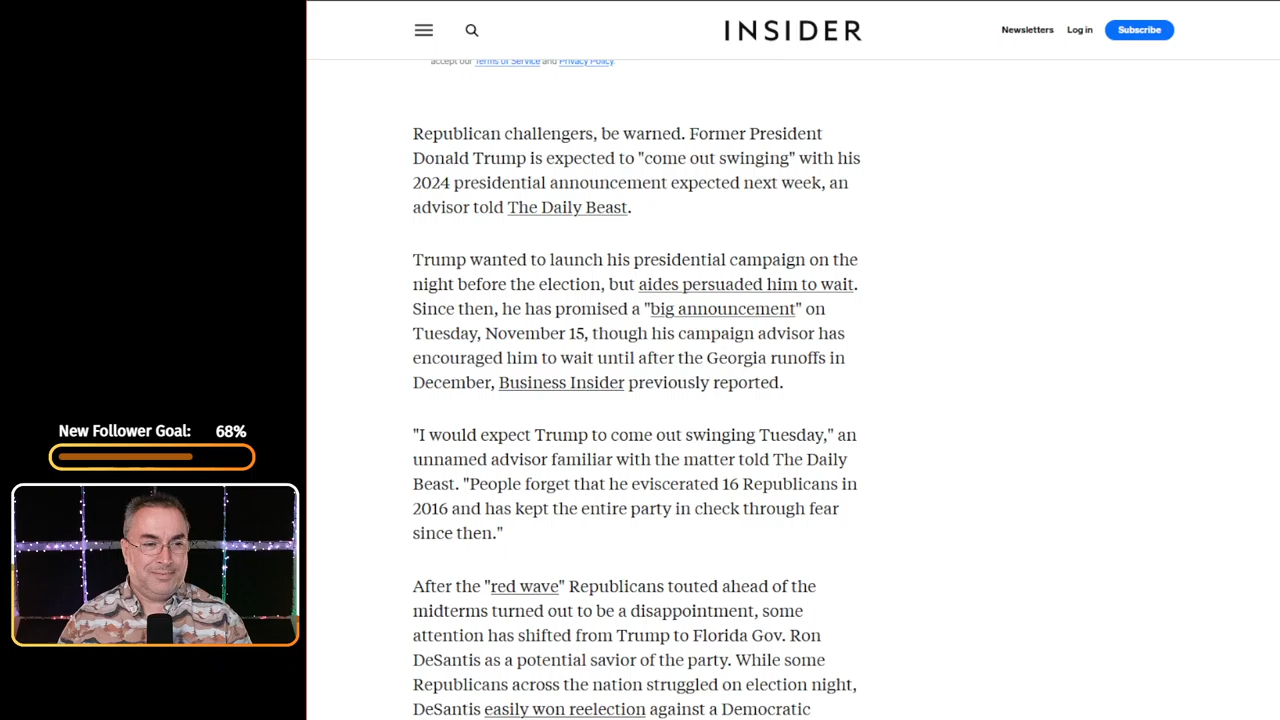 INSIDER
Newsletters
Log in
Subscribe
accept our Terms of Service and Privacy Policy.
Republican challengers, be warned. Former President
Donald Trump is expected to "come out swinging" with his
2024 presidential announcement expected next week, an
advisor told The Daily Beast.
Trump wanted to launch his presidential campaign on the
night before the election, but aides persuaded him to wait.
Since then, he has promised a "big announcement" on
Tuesday, November 15, though his campaign advisor has
encouraged him to wait until after the Georgia runoffs in
December, Business Insider previously reported.
"I would expect Trump to come out swinging Tuesday," an
unnamed advisor familiar with the matter told The Daily
Beast. "People forget that he eviscerated 16 Republicans in
2016 and has kept the entire party in check through fear
since then."
After the "red wave" Republicans touted ahead of the
midterms turned out to be a disappointment, some
attention has shifted from Trump to Florida Gov. Ron
DeSantis as a potential savior of the party. While some
Republicans across the nation struggled on election night,
DeSantis easily won reelection against a Democratic
New Follower Goal: 68%